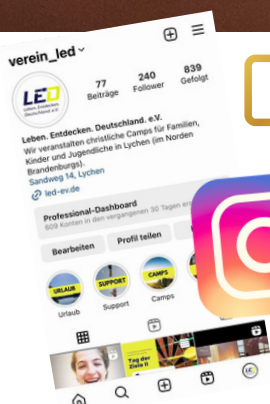 verein_led
LED
Leben. Entdecken.
Deutschland e.V.
77
Beiträge
240
Follower
839
Gefolgt
Leben. Entdecken. Deutschland. e.V.
Wir veranstalten christliche Camps für Familien,
Kinder und Jugendliche in Lychen (im Norden
Brandenburgs).
Sandweg 14, Lychen
led-ev.de
Professional-Dashboard
609 Konten in den vergangenen 30 Tagen
Bearbeiten
Profil teilen
URLAUB
SUPPORT
CAMPS
Urlaub
Support
Camps
Tag der
Ziele II